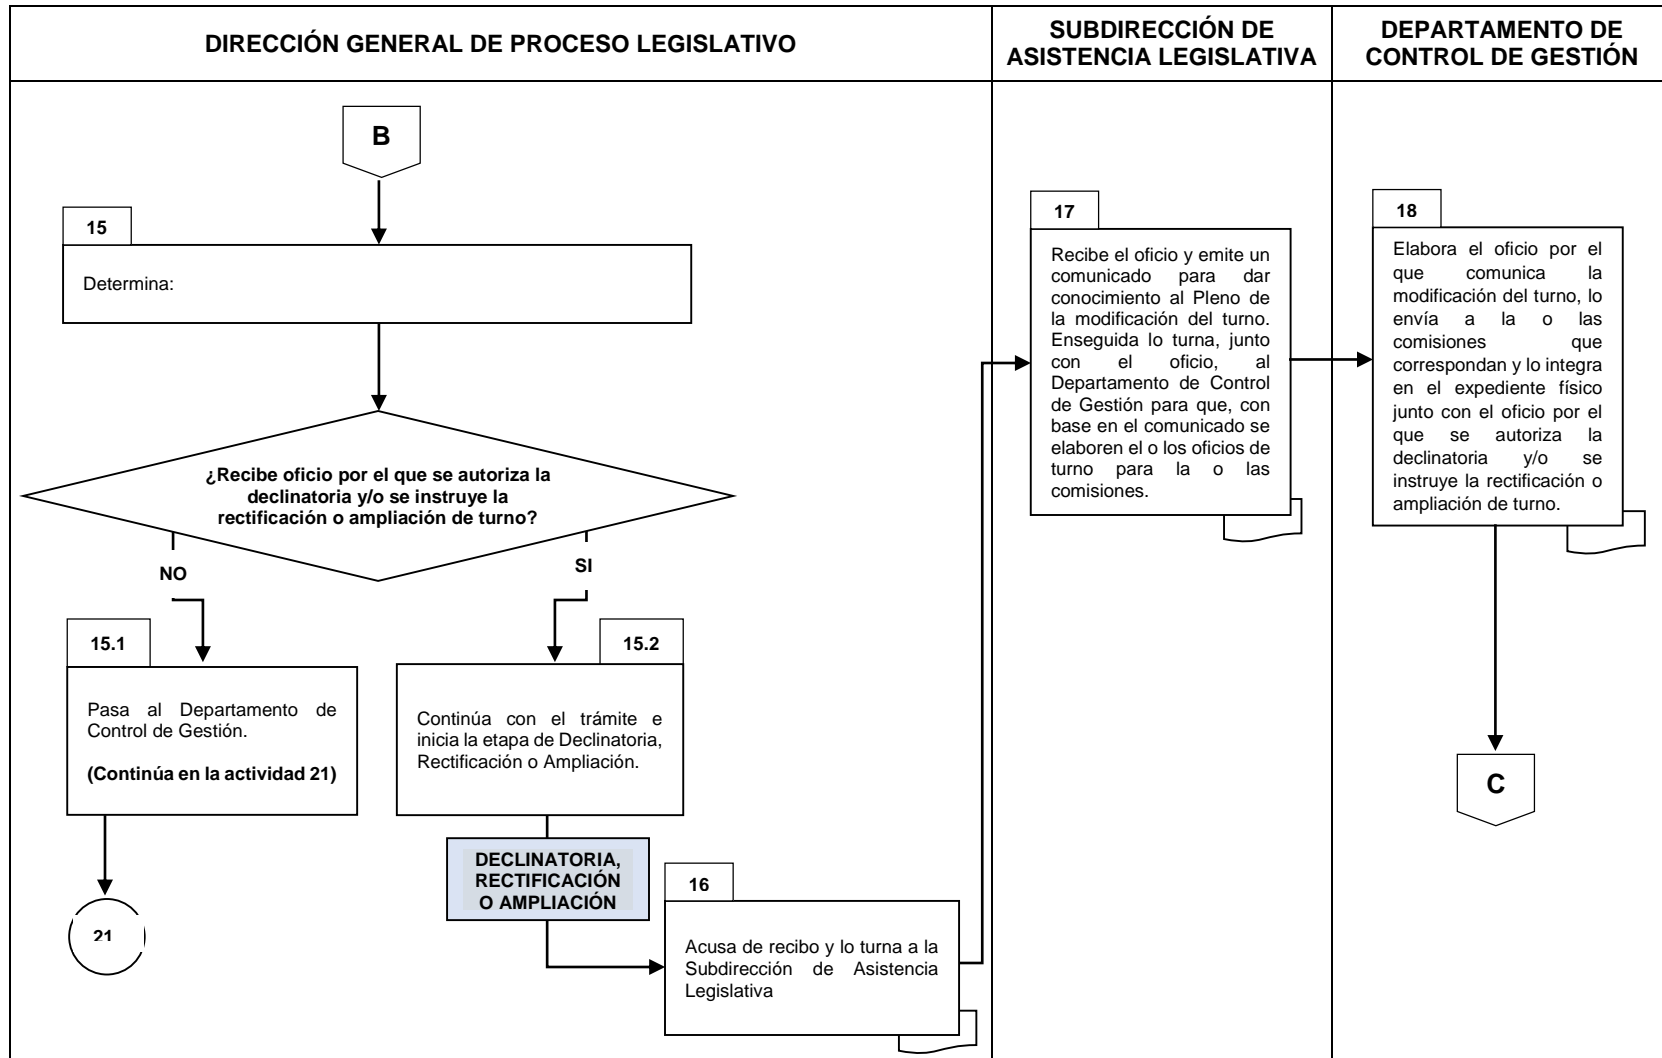 DIRECCIÓN GENERAL DE PROCESO LEGISLATIVO
SUBDIRECCIÓN DE
ASISTENCIA LEGISLATIVA
DEPARTAMENTO DE
CONTROL DE GESTIÓN
B
15
Determina:
¿Recibe oficio por el que se autoriza la
declinatoria y/o se instruye la
rectificación o ampliación de turno?
NO
SI
15.1
Pasa al Departamento de
Control de Gestión.
(Continúa en la actividad 21)
21
15.2
Continúa con el trámite e
inicia la etapa de Declinatoria,
Rectificación o Ampliación.
DECLINATORIA,
RECTIFICACIÓN
O AMPLIACIÓN
16
Acusa de recibo y lo turna a la
Subdirección de Asistencia
Legislativa
17
Recibe el oficio y emite un
comunicado para dar
conocimiento al Pleno de
la modificación del turno.
Enseguida lo turna, junto
con el oficio, al
Departamento de Control
de Gestión para que, con
base en el comunicado se
elaboren el o los oficios de
turno para la o las
comisiones.
18
Elabora el oficio por el
que comunica la
modificación del turno, lo
envía a la o las
comisiones que
correspondan y lo integra
en el expediente físico
junto con el oficio por el
que se autoriza la
declinatoria y/o se
instruye la rectificación o
ampliación de turno.
C